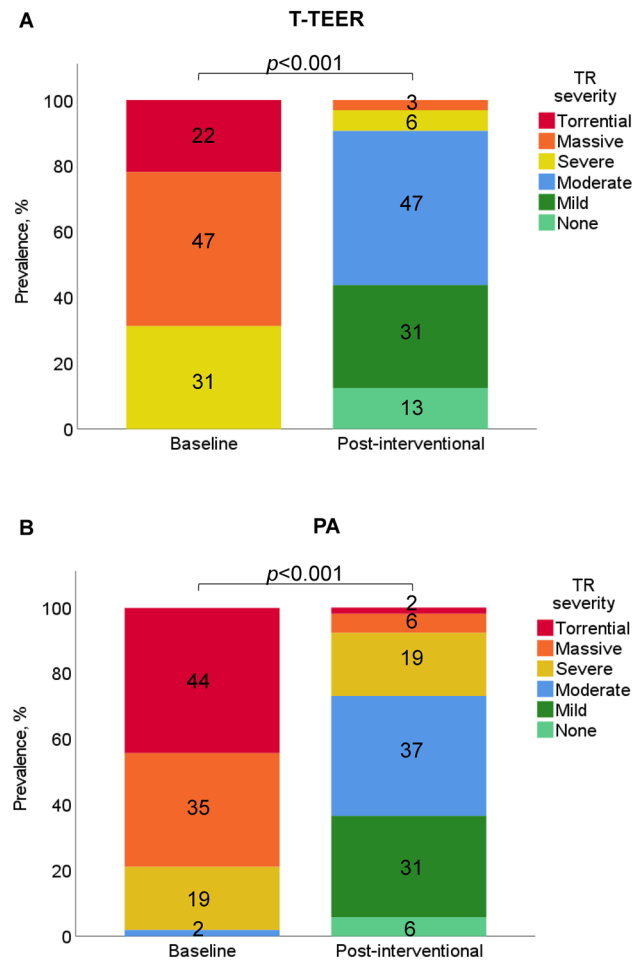 A
T-TEER
p<0.001
Prevalence, %
100
80
60
40
20
0
22
47
31
3
6
47
31
13
Baseline
Post-interventional
TR
severity
Torrential
Massive
Severe
Moderate
Mild
None
B
PA
p<0.001
Prevalence, %
100
80
60
40
20
0
44
35
19
2
2
6
19
37
31
6
Baseline
Post-interventional
TR
severity
Torrential
Massive
Severe
Moderate
Mild
None